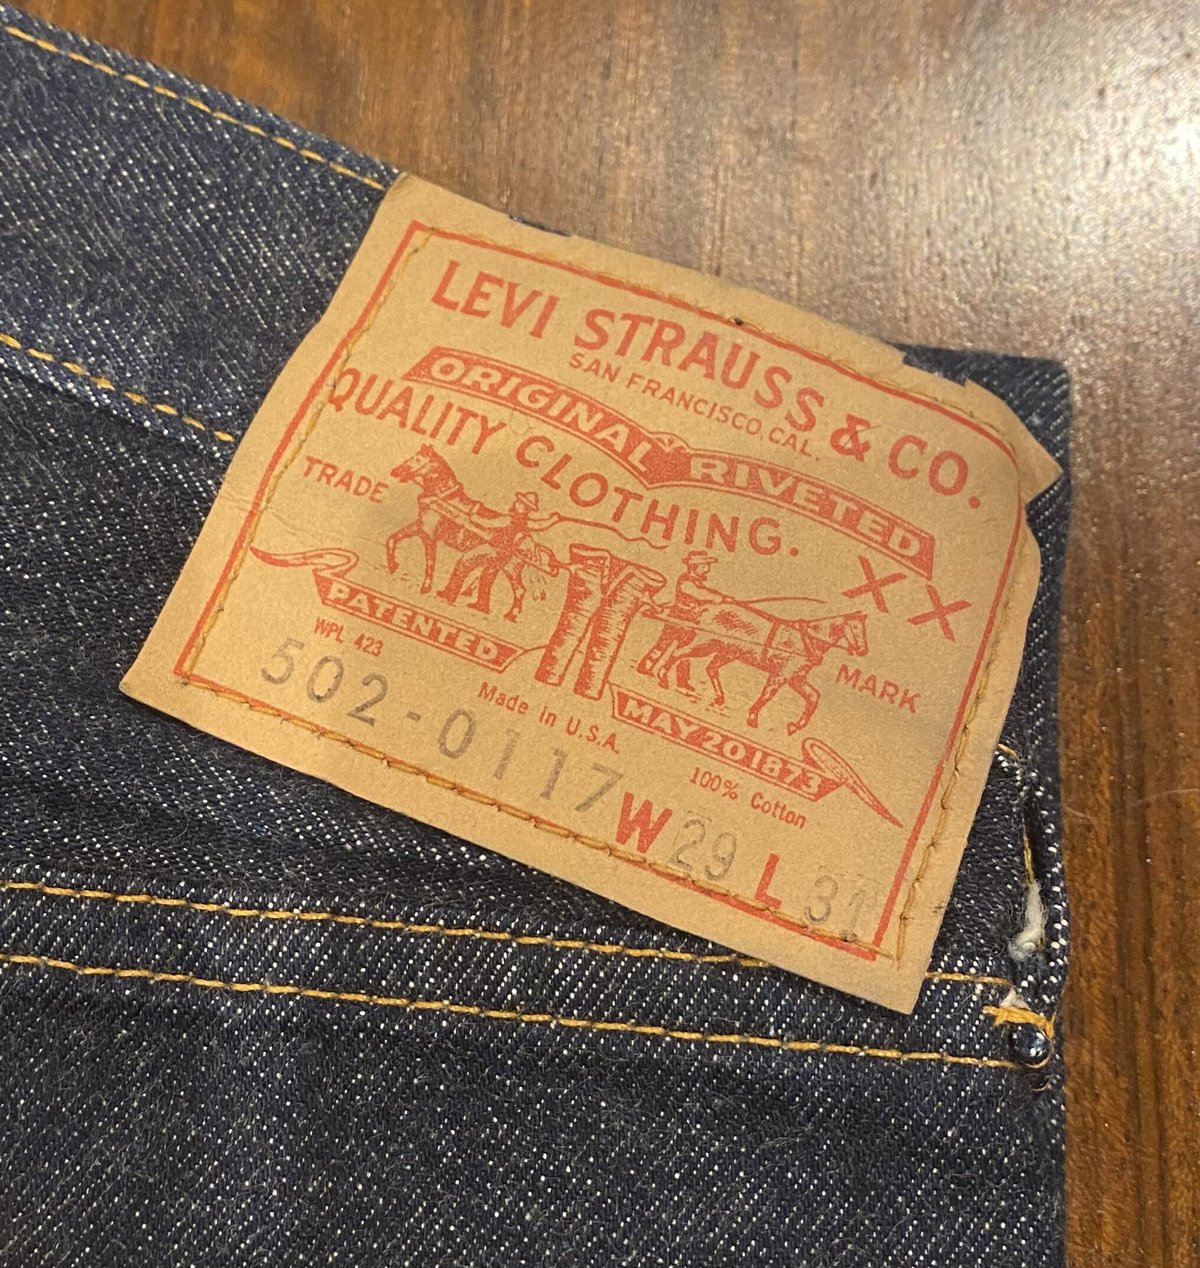 LEVI STRAUSS & CO.
SAN FRANCISCO, CAL.
ORIGINAL RIVETED
QUALITY CLOTHING.
XX
TRADE
MARK
PATENTED
MAY 20 1873
WPL 423
Made in U.S.A.
100% Cotton
502-0117 W 29 L 31